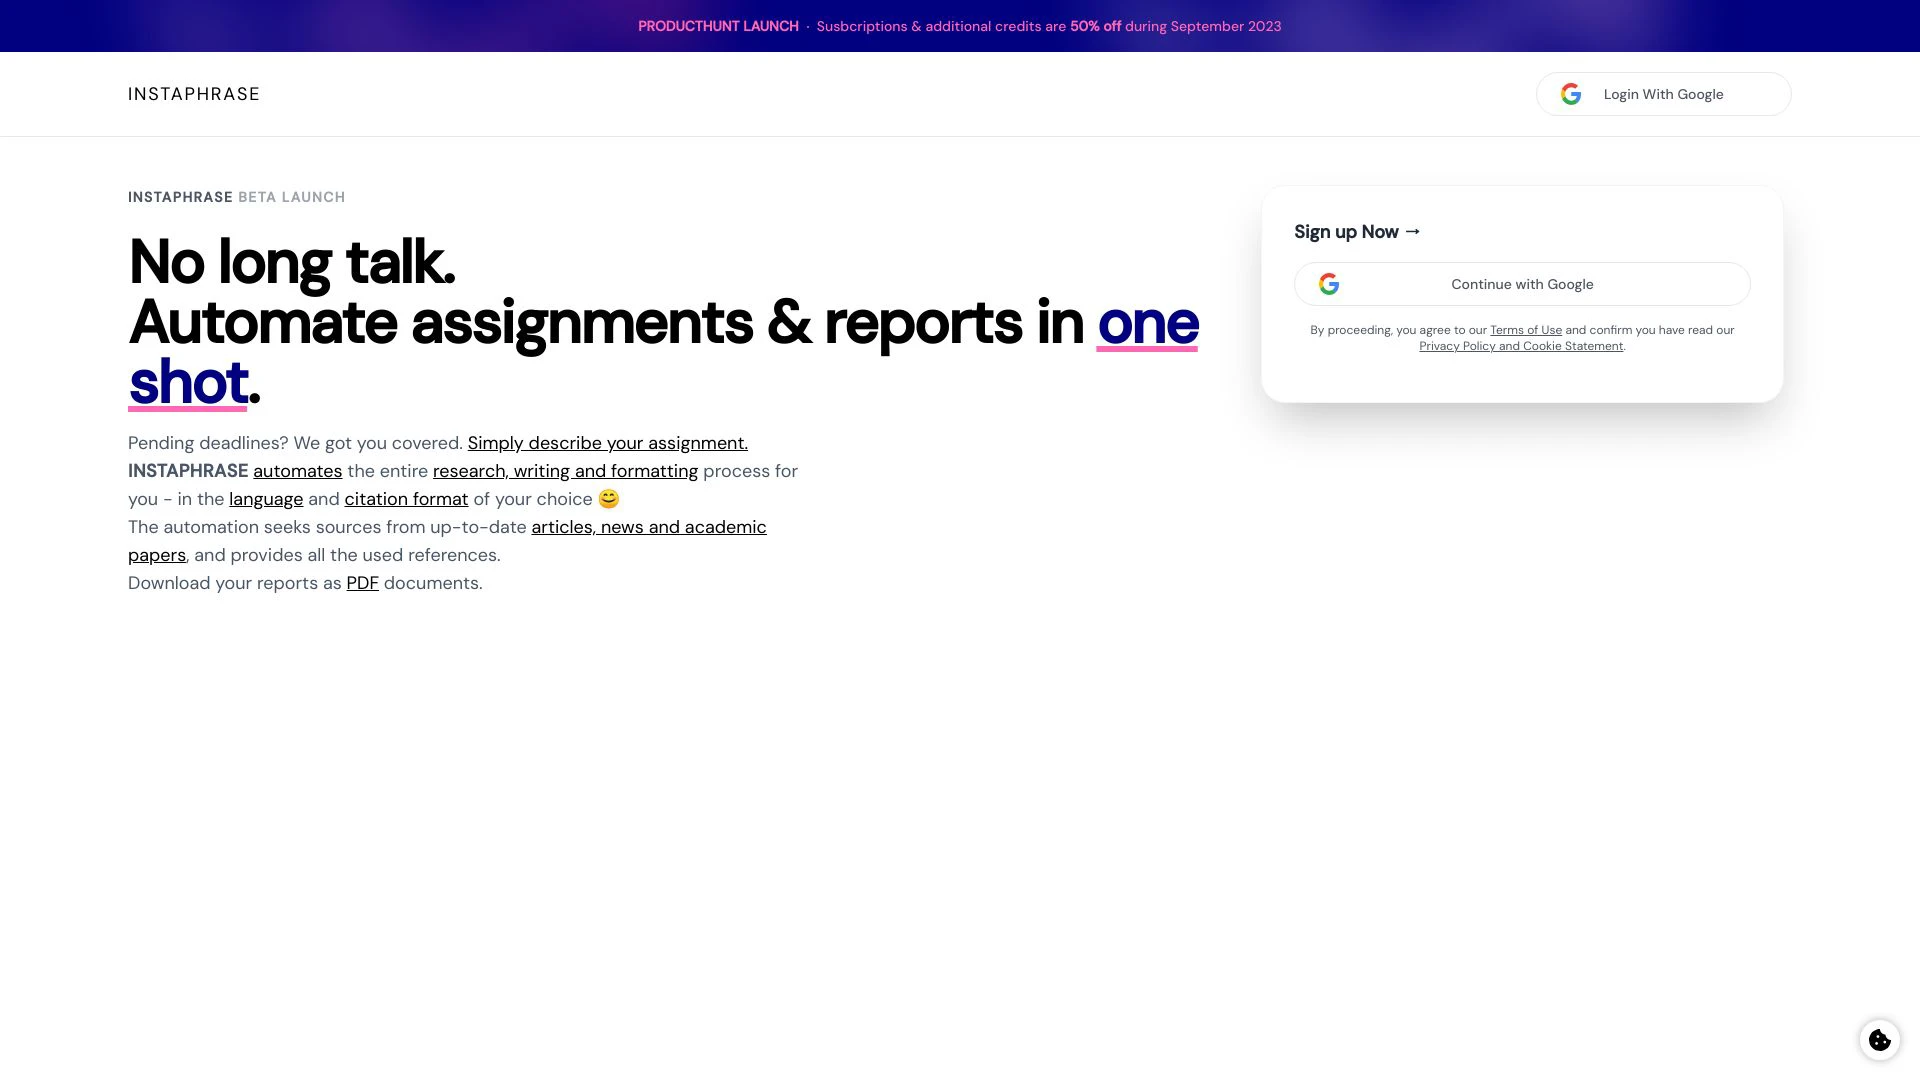 PRODUCTHUNT LAUNCH · Susbcriptions & additional credits are 50% off during September 2023
INSTAPHRASE
Login With Google
INSTAPHRASE BETA LAUNCH
No long talk.
Automate assignments & reports in one
shot.
Pending deadlines? We got you covered. Simply describe your assignment.
INSTAPHRASE automates the entire research, writing and formatting process for
you - in the language and citation format of your choice 😊
The automation seeks sources from up-to-date articles, news and academic
papers, and provides all the used references.
Download your reports as PDF documents.
Sign up Now →
Continue with Google
By proceeding, you agree to our Terms of Use and confirm you have read our
Privacy Policy and Cookie Statement.